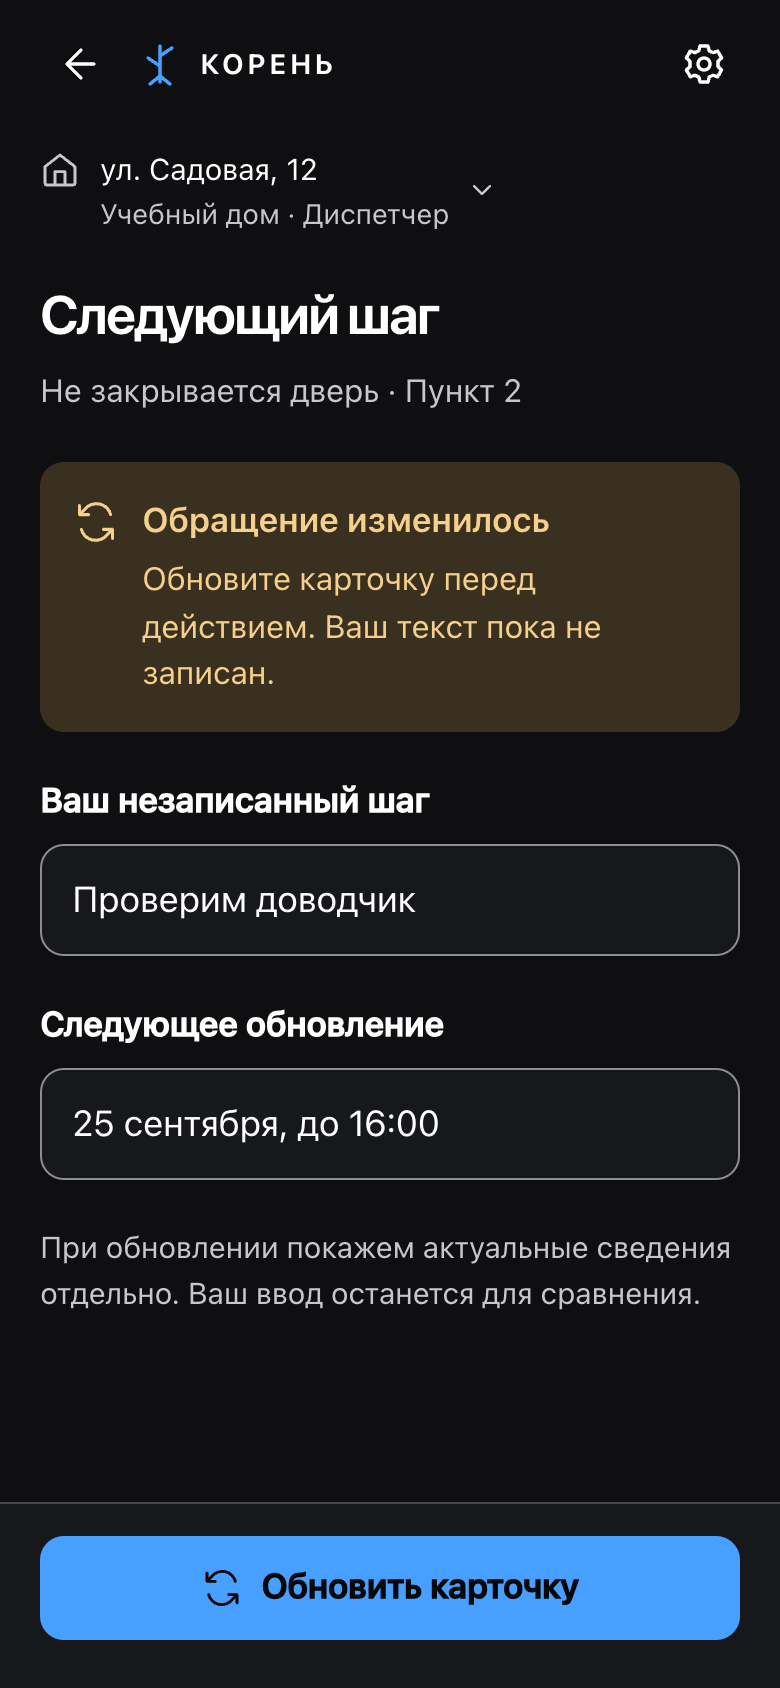 КОРЕНЬ
ул. Садовая, 12
Учебный дом · Диспетчер
Следующий шаг
Не закрывается дверь · Пункт 2
Обращение изменилось
Обновите карточку перед
действием. Ваш текст пока не
записан.
Ваш незаписанный шаг
Проверим доводчик
Следующее обновление
25 сентября, до 16:00
При обновлении покажем актуальные сведения
отдельно. Ваш ввод останется для сравнения.
Обновить карточку